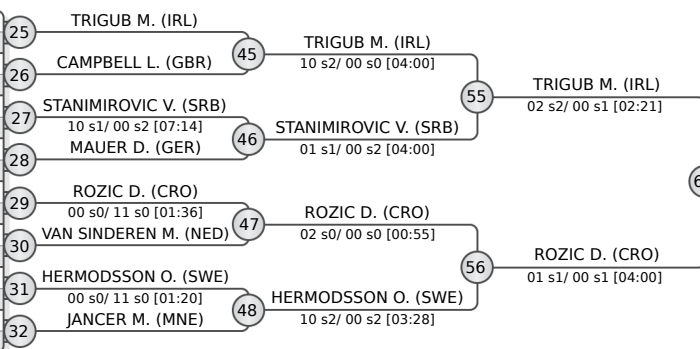 25
TRIGUB M. (IRL)
26
CAMPBELL L. (GBR)
45
TRIGUB M. (IRL)
10 s2/ 00 s0 [04:00]
27
STANIMIROVIC V. (SRB)
10 s1/ 00 s2 [07:14]
28
MAUER D. (GER)
46
STANIMIROVIC V. (SRB)
01 s1/ 00 s2 [04:00]
55
TRIGUB M. (IRL)
02 s2/ 00 s1 [02:21]
29
ROZIC D. (CRO)
00 s0/ 11 s0 [01:36]
30
VAN SINDEREN M. (NED)
47
ROZIC D. (CRO)
02 s0/ 00 s0 [00:55]
31
HERMODSSON O. (SWE)
00 s0/ 11 s0 [01:20]
32
JANCER M. (MNE)
48
HERMODSSON O. (SWE)
10 s2/ 00 s2 [03:28]
56
ROZIC D. (CRO)
01 s1/ 00 s1 [04:00]